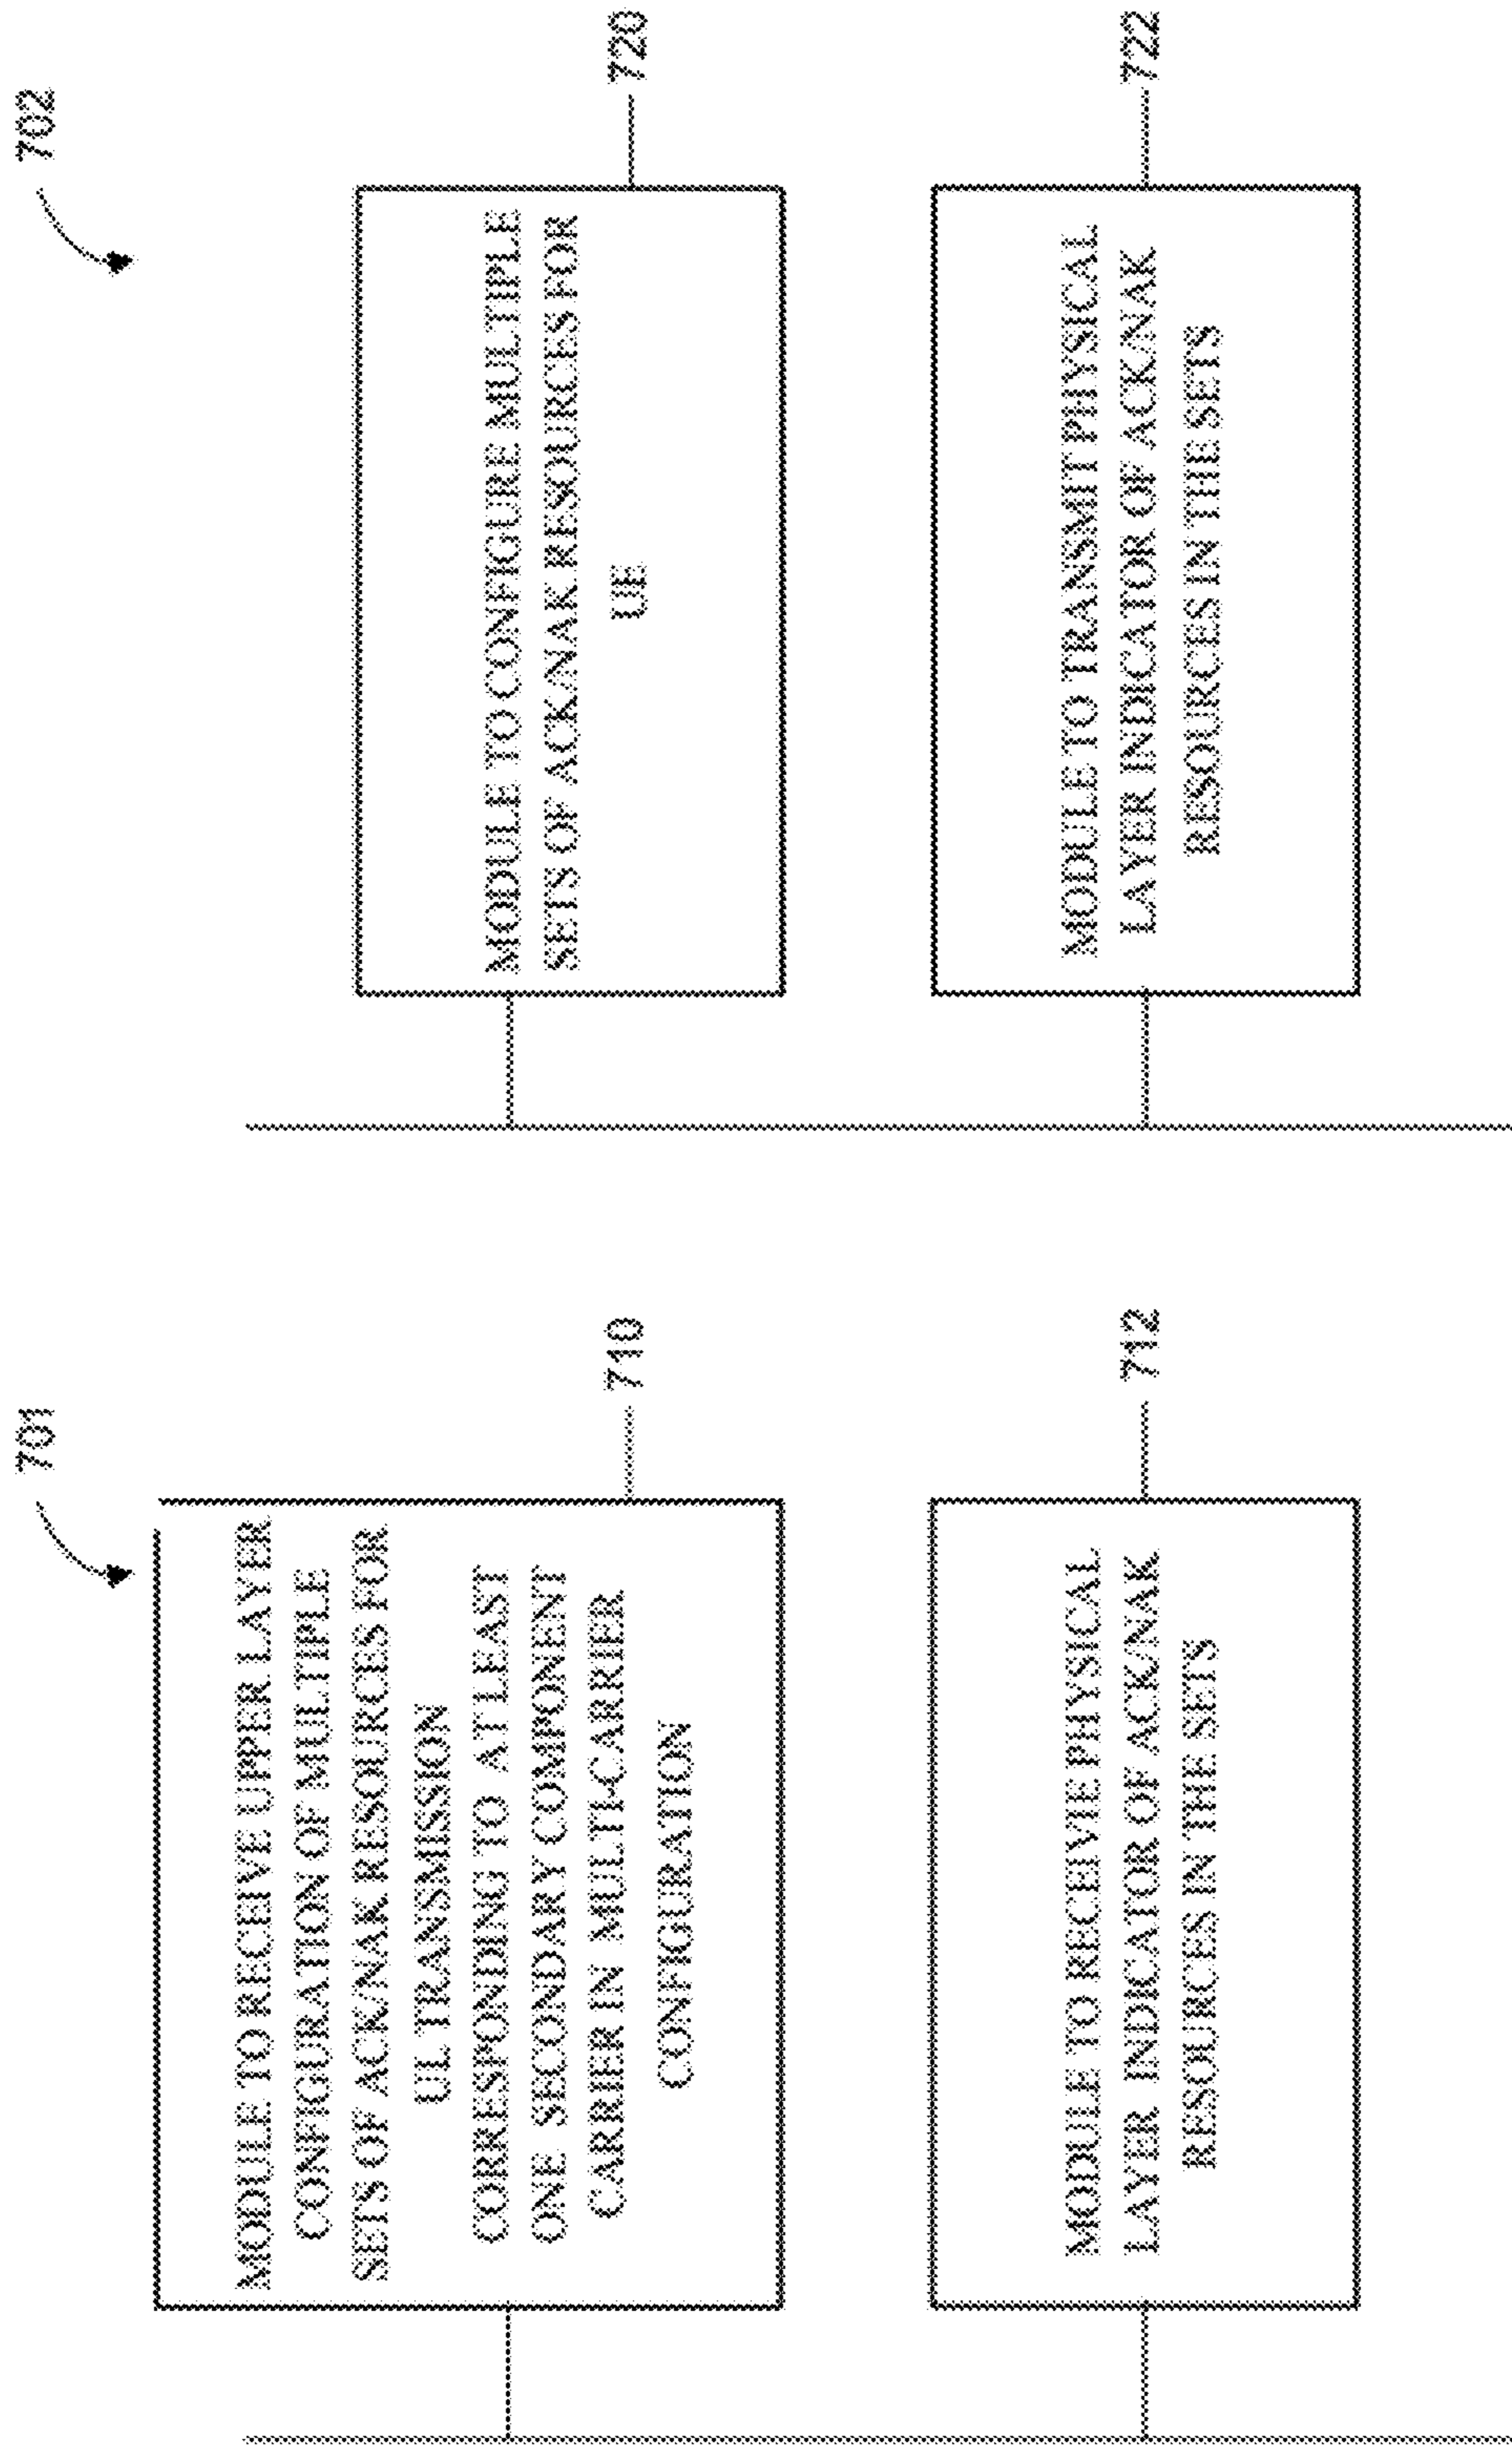 701
MODULE TO RECEIVE UPPER LAYER
CONFIGURATION OF MULTIPLE
SETS OF ACK/NAK RESOURCES FOR
UL TRANSMISSION
CORRESPONDING TO AT LEAST
ONE SECONDARY COMPONENT
CARRIER IN MULTI-CARRIER
CONFIGURATION
710
MODULE TO RECEIVIE PHYSICAL
LAYER INDICATOR OF ACK/NAK
RESOURCES IN THE SETS
712
702
MODULE TO CONFIGURE MULTIPLE
SETS OF ACK/NAK RESOURCES FOR
UE
720
MODULE TO TRANSMIT PHYSICAL
LAYER INDICATOR OF ACK/NAK
RESOURCES IN THE SETS
722